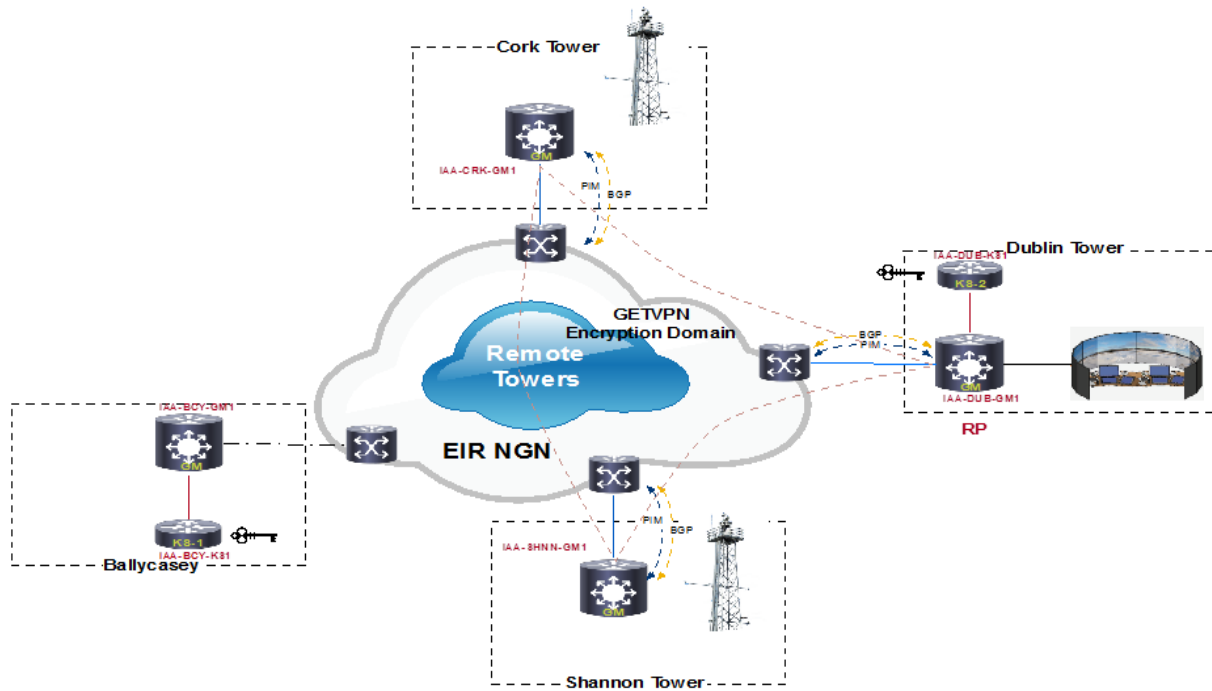 Cork Tower
GM
IAA-CRK-GM1
PIM
BGP
Dublin Tower
IAA-DUB-KS1
KS-2
GETVPN
Encryption Domain
BGP
PIM
GM
IAA-DUB-GM1
RP
Remote
Towers
IAA-BCY-GM1
GM
EIR NGN
KS-1
IAA-BCY-KS1
Ballycasey
PIM
BGP
IAA-SHNN-GM1
GM
Shannon Tower